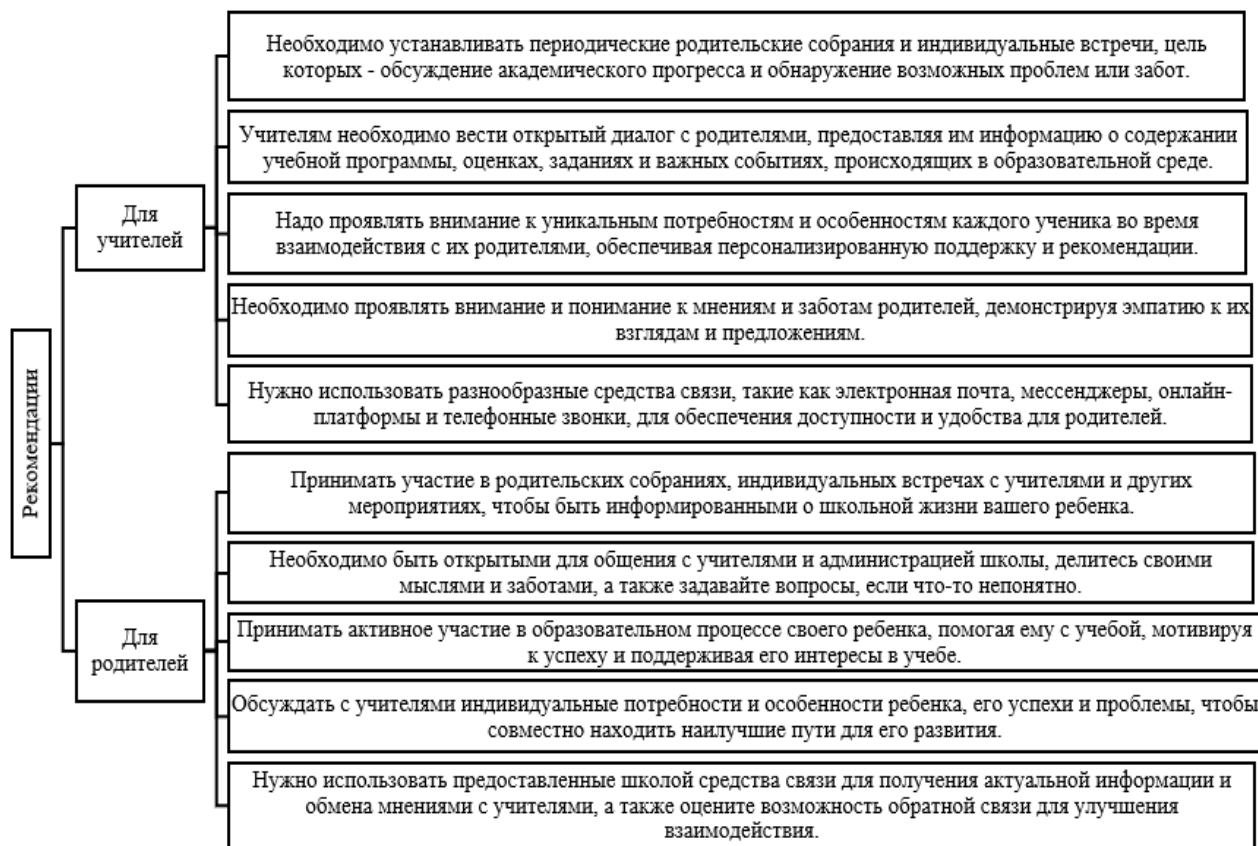 Рекомендации
Для
учителей
Необходимо устанавливать периодические родительские собрания и индивидуальные встречи, цель
которых - обсуждение академического прогресса и обнаружение возможных проблем или забот.
Учителям необходимо вести открытый диалог с родителями, предоставляя им информацию о содержании
учебной программы, оценках, заданиях и важных событиях, происходящих в образовательной среде.
Надо проявлять внимание к уникальным потребностям и особенностям каждого ученика во время
взаимодействия с их родителями, обеспечивая персонализированную поддержку и рекомендации.
Необходимо проявлять внимание и понимание к мнениям и заботам родителей, демонстрируя эмпатию к их
взглядам и предложениям.
Нужно использовать разнообразные средства связи, такие как электронная почта, мессенджеры, онлайн-
платформы и телефонные звонки, для обеспечения доступности и удобства для родителей.
Для
родителей
Принимать участие в родительских собраниях, индивидуальных встречах с учителями и других
мероприятиях, чтобы быть информированными о школьной жизни вашего ребенка.
Необходимо быть открытыми для общения с учителями и администрацией школы, делитесь своими
мыслями и заботами, а также задавайте вопросы, если что-то непонятно.
Принимать активное участие в образовательном процессе своего ребенка, помогая ему с учебой, мотивируя
к успеху и поддерживая его интересы в учебе.
Обсуждать с учителями индивидуальные потребности и особенности ребенка, его успехи и проблемы, чтобы
совместно находить наилучшие пути для его развития.
Нужно использовать предоставленные школой средства связи для получения актуальной информации и
обмена мнениями с учителями, а также оцените возможность обратной связи для улучшения
взаимодействия.